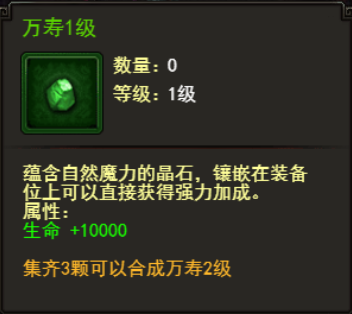 万寿1级
数量：0
等级：1级
蕴含自然魔力的晶石，镶嵌在装备
位上可以直接获得强力加成。
属性：
生命 +10000
集齐3颗可以合成万寿2级